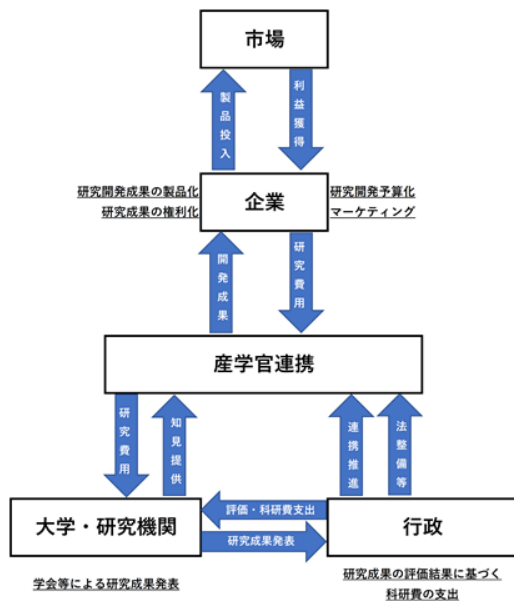 市場
製品投入
利益獲得
研究開発成果の製品化
研究成果の権利化
企業
研究開発予算化
マーケティング
開発成果
研究費用
産学官連携
研究費用
知見提供
連携推進
法整備等
大学・研究機関
評価・科研費支出
研究成果発表
行政
学会等による研究成果発表
研究成果の評価結果に基づく
科研費の支出